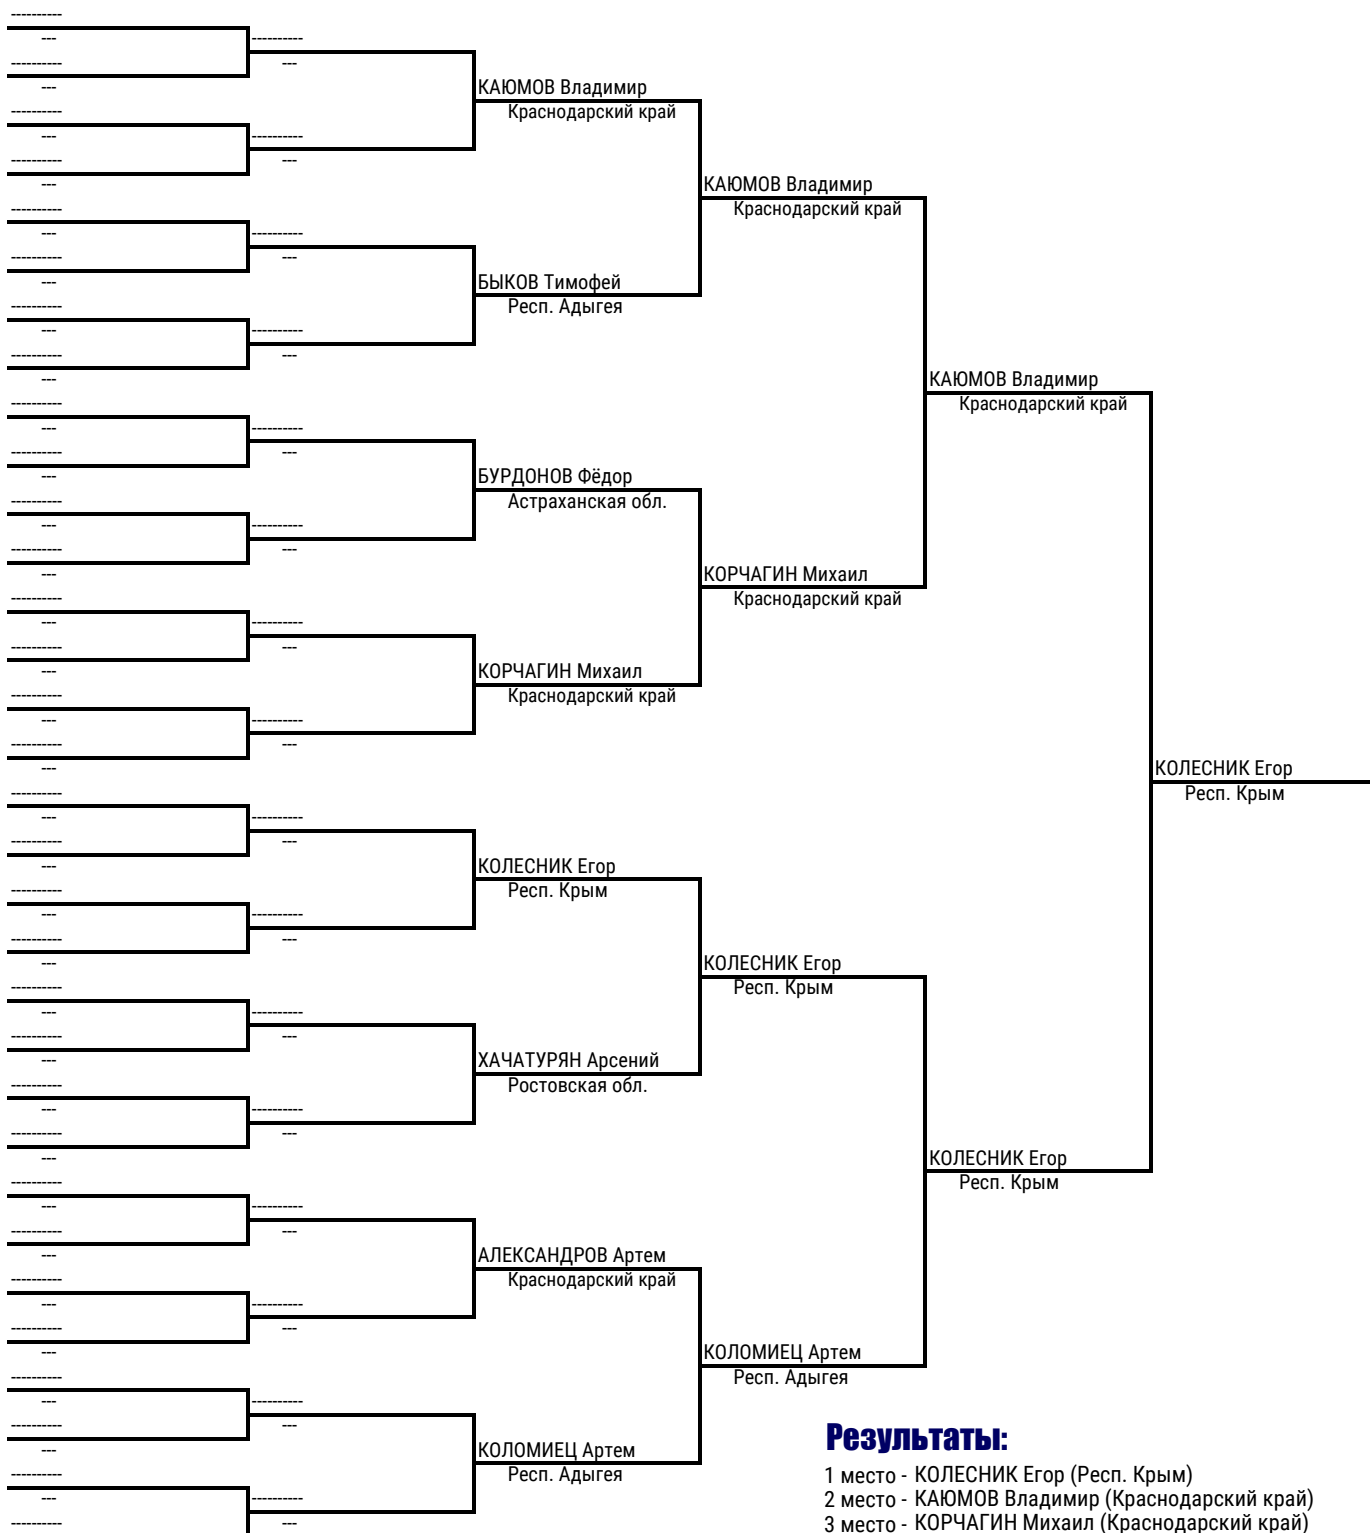 КАЮМОВ Владимир
Краснодарский край
КАЮМОВ Владимир
Краснодарский край
БЫКОВ Тимофей
Респ. Адыгея
КАЮМОВ Владимир
Краснодарский край
БУРДОНОВ Фёдор
Астраханская обл.
КОРЧАГИН Михаил
Краснодарский край
КОРЧАГИН Михаил
Краснодарский край
КОЛЕСНИК Егор
Респ. Крым
КОЛЕСНИК Егор
Респ. Крым
КОЛЕСНИК Егор
Респ. Крым
ХАЧАТУРЯН Арсений
Ростовская обл.
КОЛЕСНИК Егор
Респ. Крым
АЛЕКСАНДРОВ Артем
Краснодарский край
КОЛОМИЕЦ Артем
Респ. Адыгея
КОЛОМИЕЦ Артем
Респ. Адыгея
Результаты:
1 место - КОЛЕСНИК Егор (Респ. Крым)
2 место - КАЮМОВ Владимир (Краснодарский край)
3 место - КОРЧАГИН Михаил (Краснодарский край)